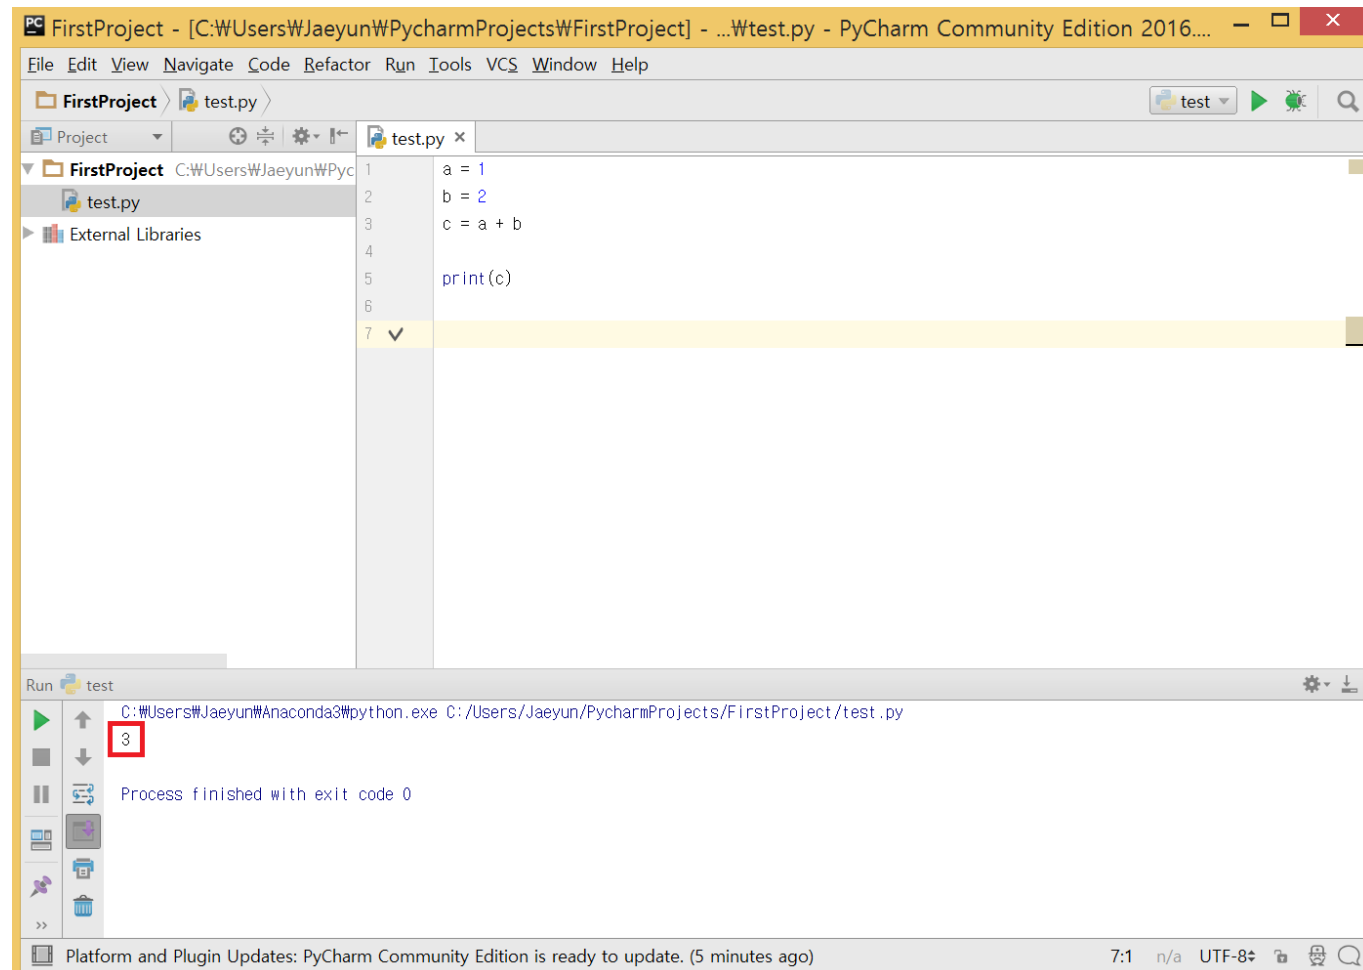 FirstProject - [C:₩Users₩Jaeyun₩PycharmProjects₩FirstProject] - ...₩test.py - PyCharm Community Edition 2016....
File Edit View Navigate Code Refactor Run Tools VCS Window Help
FirstProject test.py test
Project test.py
FirstProject C:₩Users₩Jaeyun₩Pyc
test.py
External Libraries
1 a = 1
2 b = 2
3 c = a + b
4
5 print(c)
6
7
Run test
C:₩Users₩Jaeyun₩Anaconda3₩python.exe C:/Users/Jaeyun/PycharmProjects/FirstProject/test.py
3
Process finished with exit code 0
Platform and Plugin Updates: PyCharm Community Edition is ready to update. (5 minutes ago) 7:1 n/a UTF-8